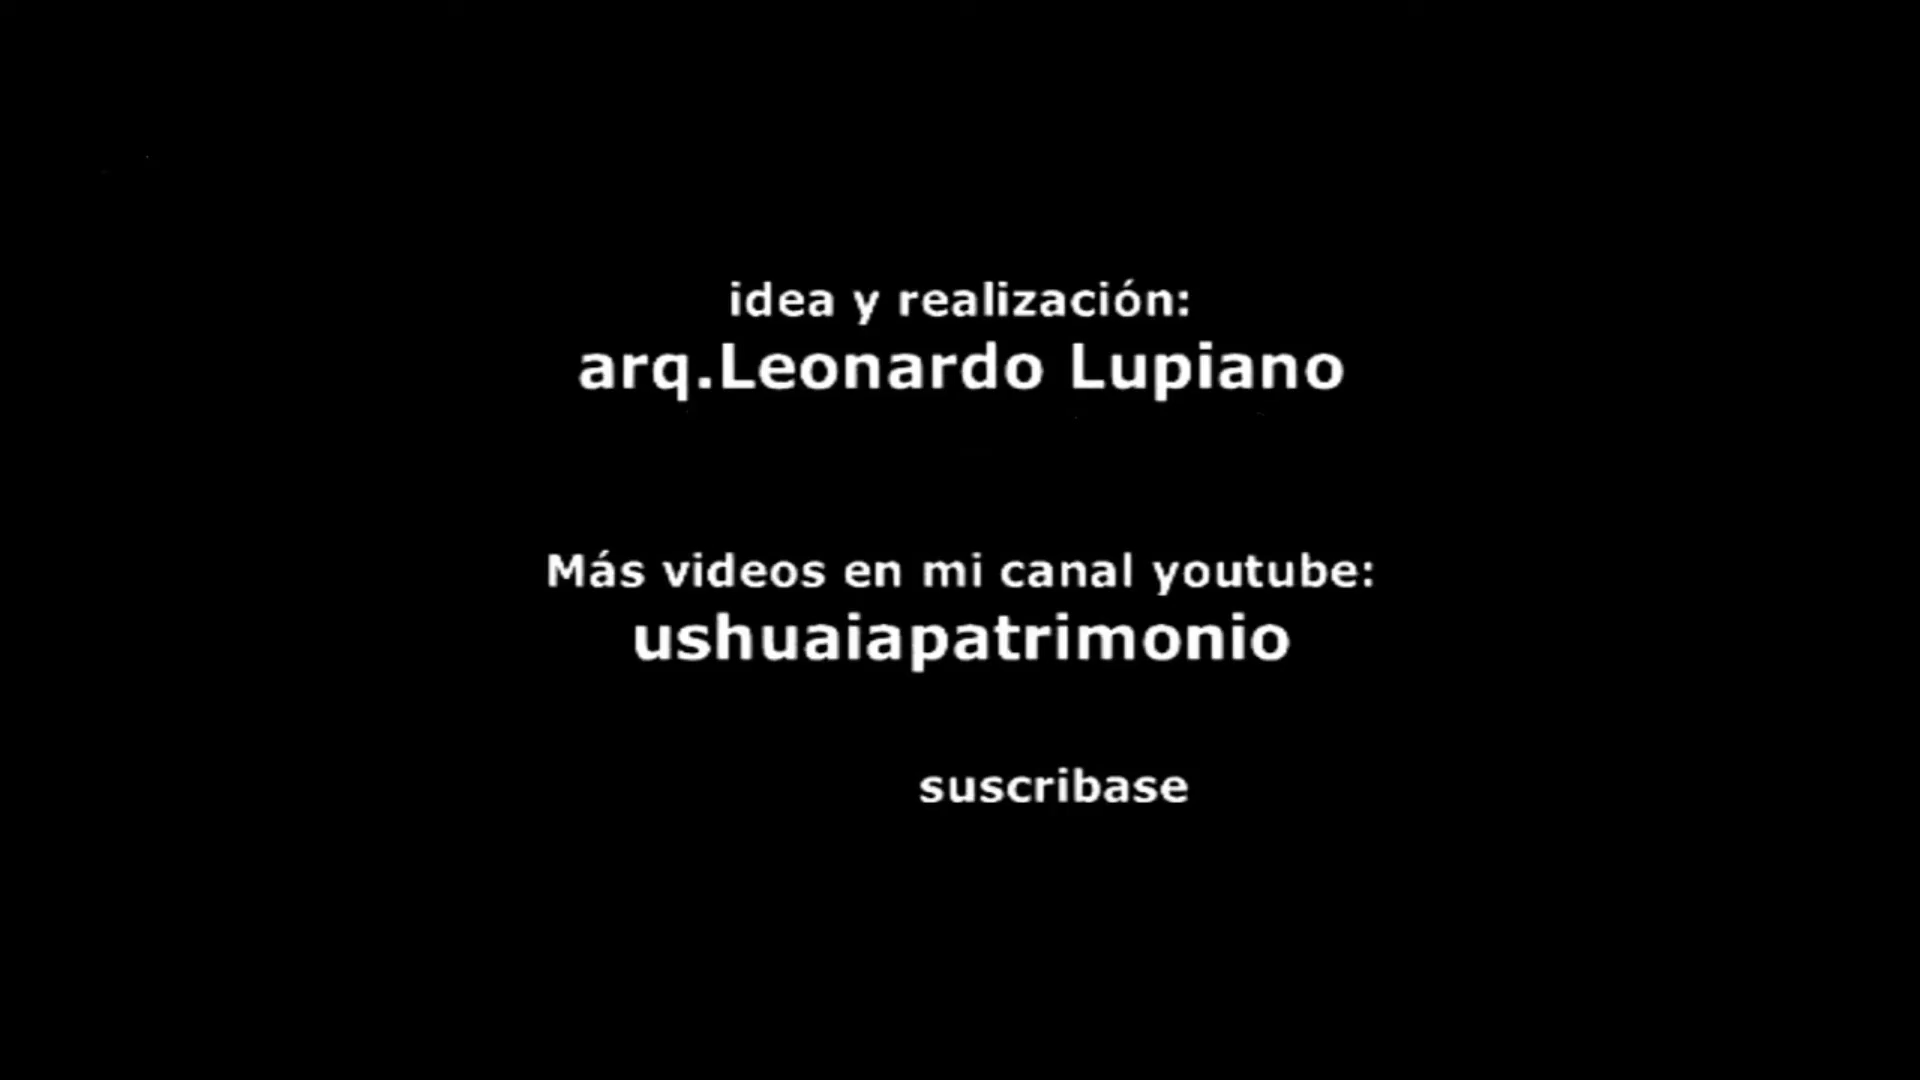 idea y realización:
arq.Leonardo Lupiano
Más videos en mi canal youtube:
ushuaiapatrimonio
suscribase